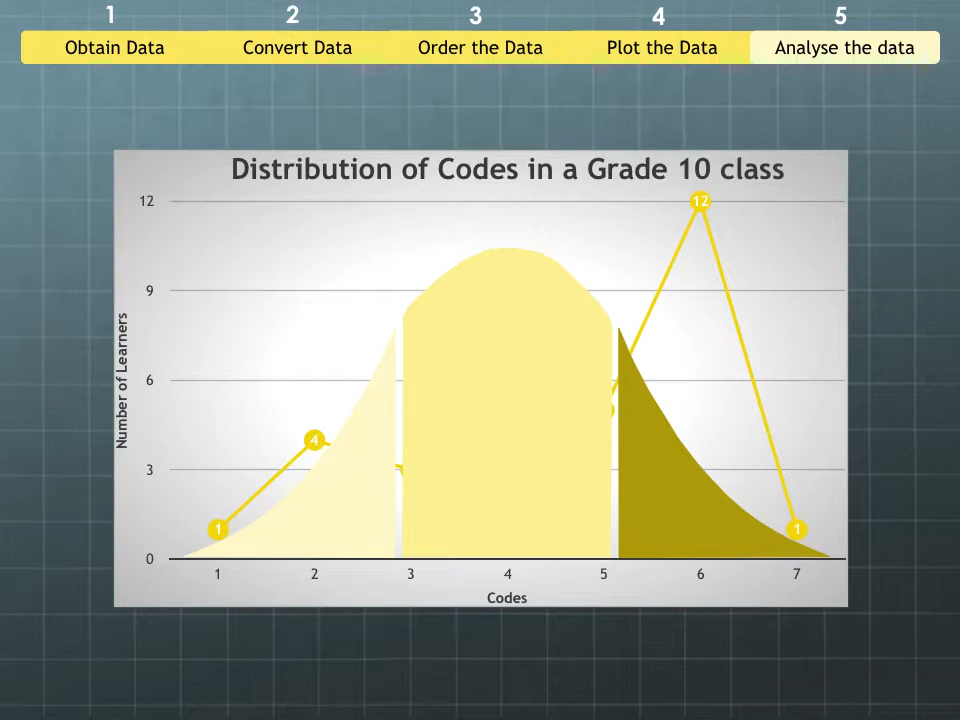 1 2 3 4 5
Obtain Data Convert Data Order the Data Plot the Data Analyse the data
Distribution of Codes in a Grade 10 class
12
12
9
Number of Learners
6
4
3
1
1
0
1 2 3 4 5 6 7
Codes